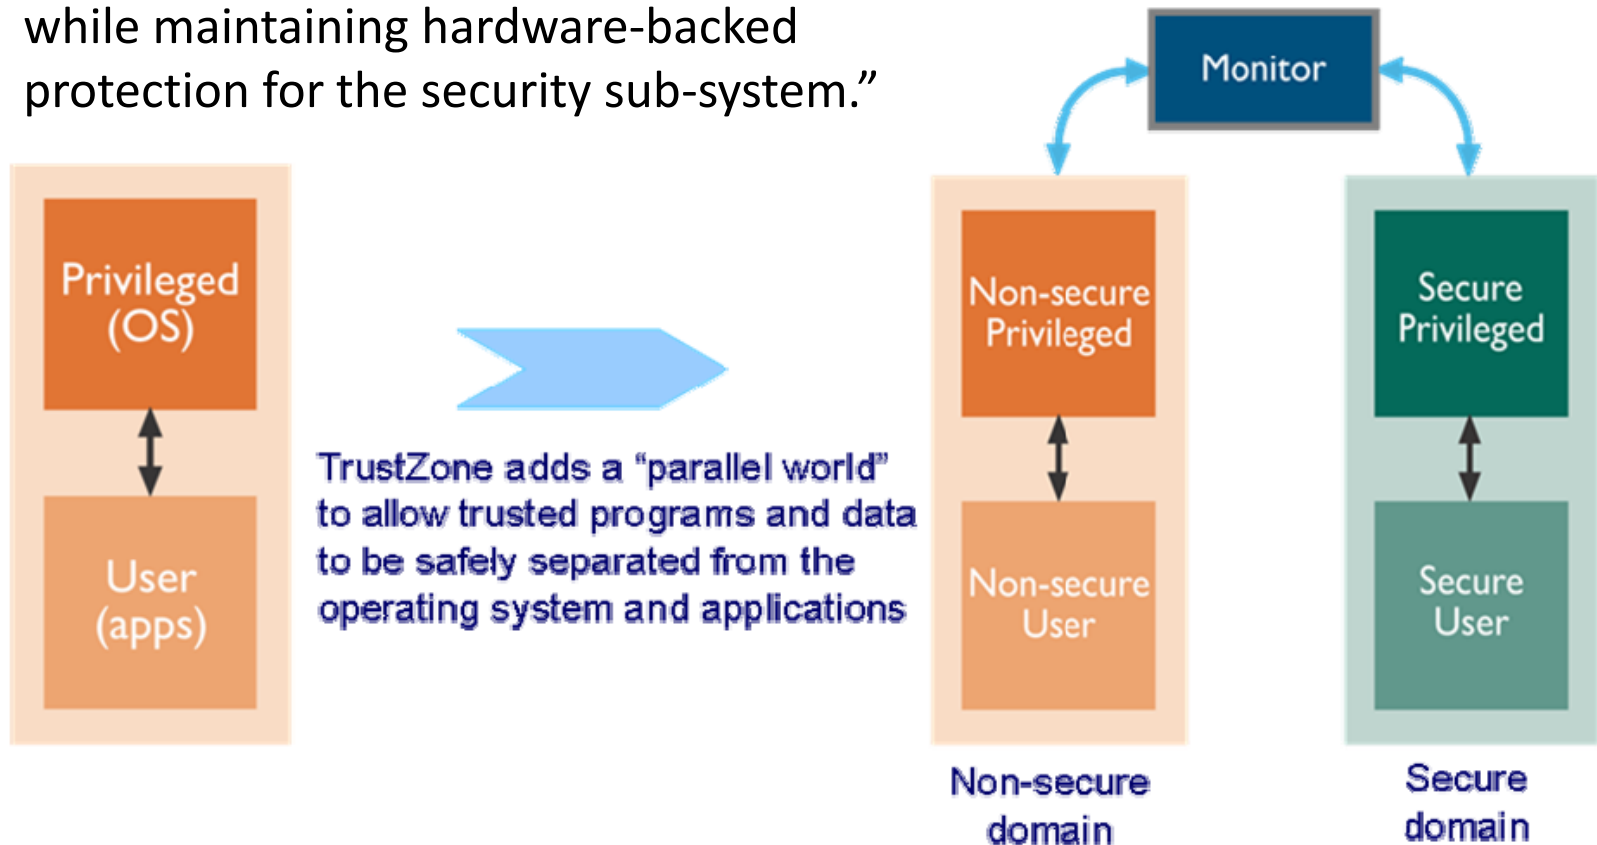 while maintaining hardware-backed
protection for the security sub-system.”
Monitor
Privileged
(OS)
User
(apps)
TrustZone adds a “parallel world”
to allow trusted programs and data
to be safely separated from the
operating system and applications
Non-secure
Privileged
Non-secure
User
Non-secure
domain
Secure
Privileged
Secure
User
Secure
domain